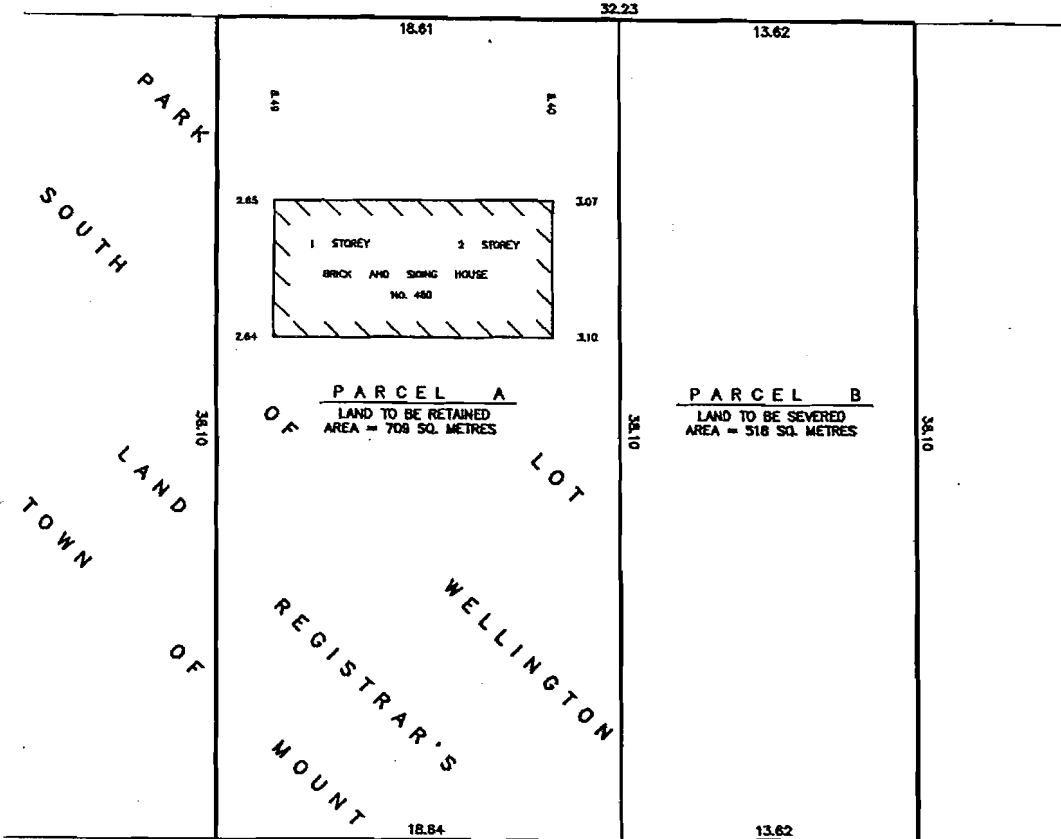 32.23
18.61
13.62
8.49
8.40
2.65
3.07
1 STOREY 2 STOREY
BRICK AND SIDING HOUSE
NO. 480
2.64
3.10
PARCEL A
LAND TO BE RETAINED
AREA = 709 SQ. METRES
PARCEL B
LAND TO BE SEVERED
AREA = 518 SQ. METRES
38.10
38.10
38.10
PARK
SOUTH
OF LOT
LAND
TOWN
WELLINGTON
REGISTRAR'S
OF
MOUNT
18.64
13.62